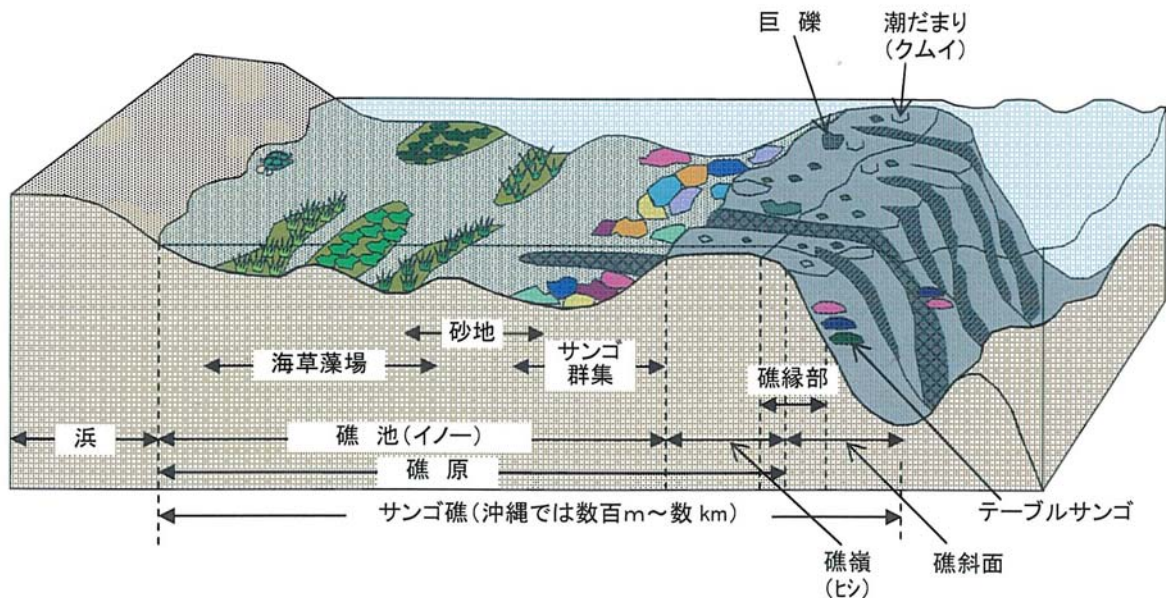 巨 礫
潮だまり
(クムイ)
砂地
海草藻場
サンゴ
群集
礁縁部
浜
礁 池(イノー)
礁 原
サンゴ礁(沖縄では数百m～数km)
テーブルサンゴ
礁嶺
(ヒシ)
礁斜面